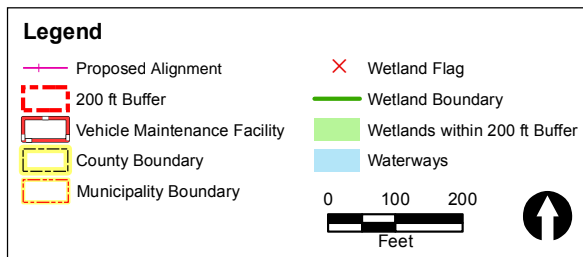 Legend
Proposed Alignment
200 ft Buffer
Vehicle Maintenance Facility
County Boundary
Municipality Boundary
Wetland Flag
Wetland Boundary
Wetlands within 200 ft Buffer
Waterways
0 100 200
Feet